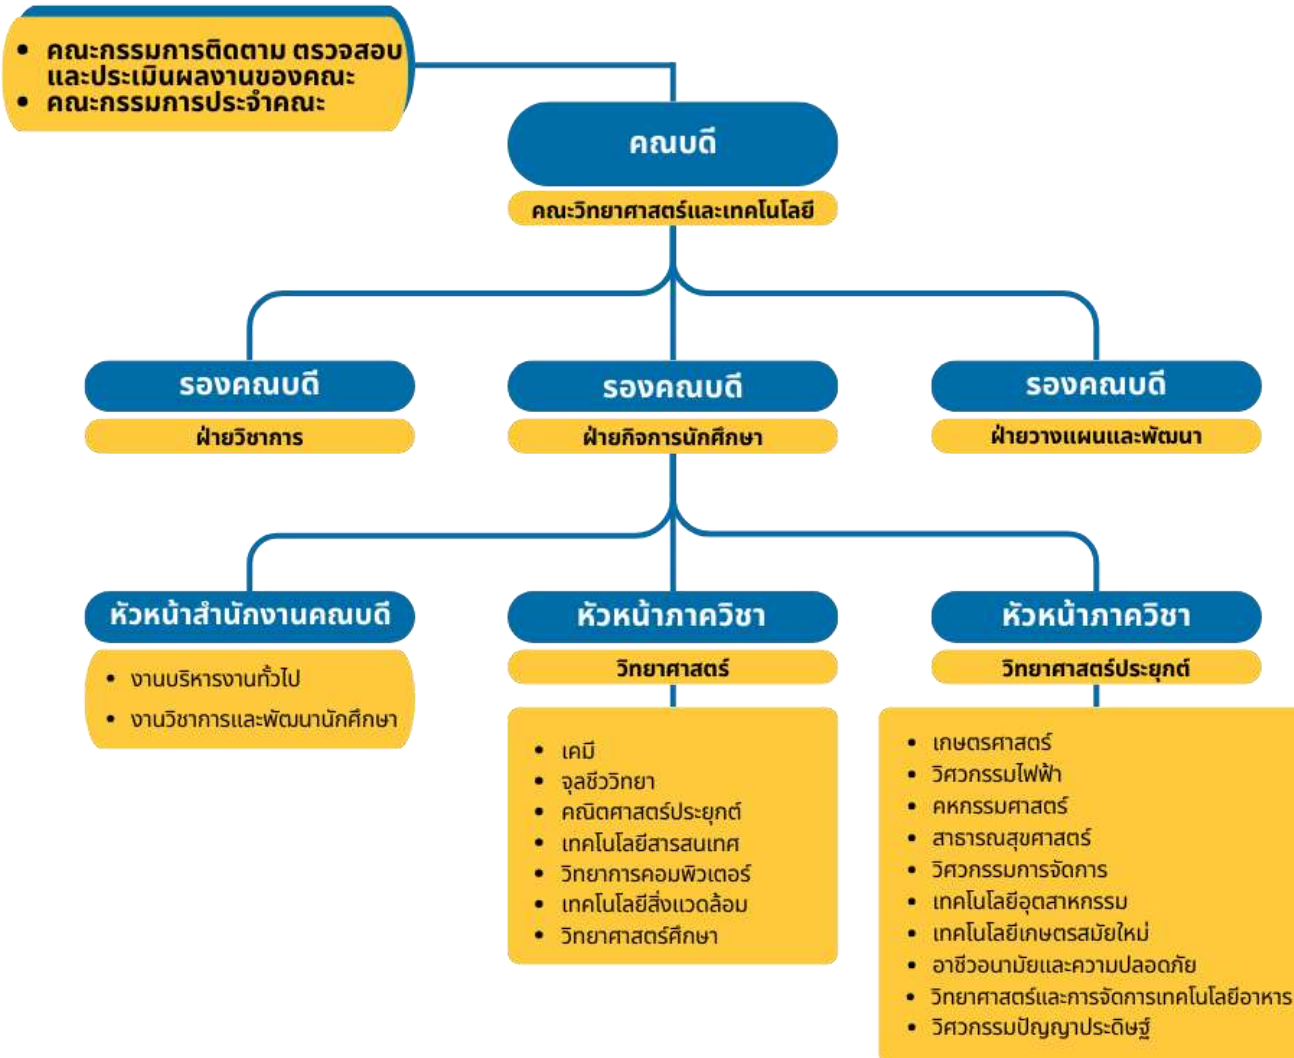 • คณะกรรมการติดตาม ตรวจสอบ
และประเมินผลงานของคณะ
• คณะกรรมการประจำคณะ
คณบดี
คณะวิทยาศาสตร์และเทคโนโลยี
รองคณบดี
ฝ่ายวิชาการ
รองคณบดี
ฝ่ายกิจการนักศึกษา
รองคณบดี
ฝ่ายวางแผนและพัฒนา
หัวหน้าสำนักงานคณบดี
• งานบริหารงานทั่วไป
• งานวิชาการและพัฒนานักศึกษา
หัวหน้าภาควิชา
วิทยาศาสตร์
• เคมี
• จุลชีววิทยา
• คณิตศาสตร์ประยุกต์
• เทคโนโลยีสารสนเทศ
• วิทยาการคอมพิวเตอร์
• เทคโนโลยีสิ่งแวดล้อม
• วิทยาศาสตร์ศึกษา
หัวหน้าภาควิชา
วิทยาศาสตร์ประยุกต์
• เกษตรศาสตร์
• วิศวกรรมไฟฟ้า
• คหกรรมศาสตร์
• สาธารณสุขศาสตร์
• วิศวกรรมการจัดการ
• เทคโนโลยีอุตสาหกรรม
• เทคโนโลยีเกษตรสมัยใหม่
• อาชีวอนามัยและความปลอดภัย
• วิทยาศาสตร์และการจัดการเทคโนโลยีอาหาร
• วิศวกรรมปัญญาประดิษฐ์